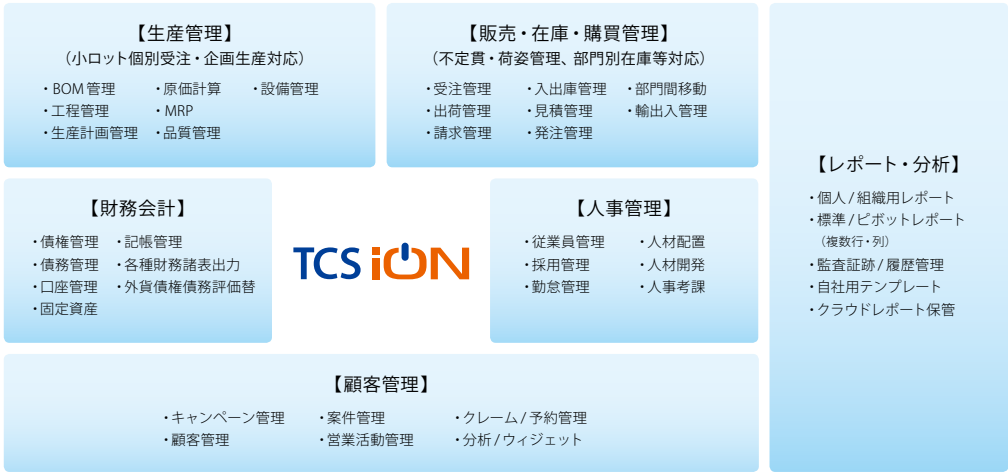 【生産管理】
（小ロット個別受注・企画生産対応）
・BOM管理 ・原価計算 ・設備管理
・工程管理 ・MRP
・生産計画管理 ・品質管理
【販売・在庫・購買管理】
（不定貫・荷姿管理、部門別在庫等対応）
・受注管理 ・入出庫管理 ・部門間移動
・出荷管理 ・見積管理 ・輸出入管理
・請求管理 ・発注管理
【財務会計】
・債権管理 ・記帳管理
・債務管理 ・各種財務諸表出力
・口座管理 ・外貨債権債務評価替
・固定資産
TCS iON
【人事管理】
・従業員管理 ・人材配置
・採用管理 ・人材開発
・勤怠管理 ・人事考課
【顧客管理】
・キャンペーン管理 ・案件管理 ・クレーム/予約管理
・顧客管理 ・営業活動管理 ・分析/ウィジェット
【レポート・分析】
・個人/組織用レポート
・標準/ピボットレポート
（複数行・列）
・監査証跡/履歴管理
・自社用テンプレート
・クラウドレポート保管